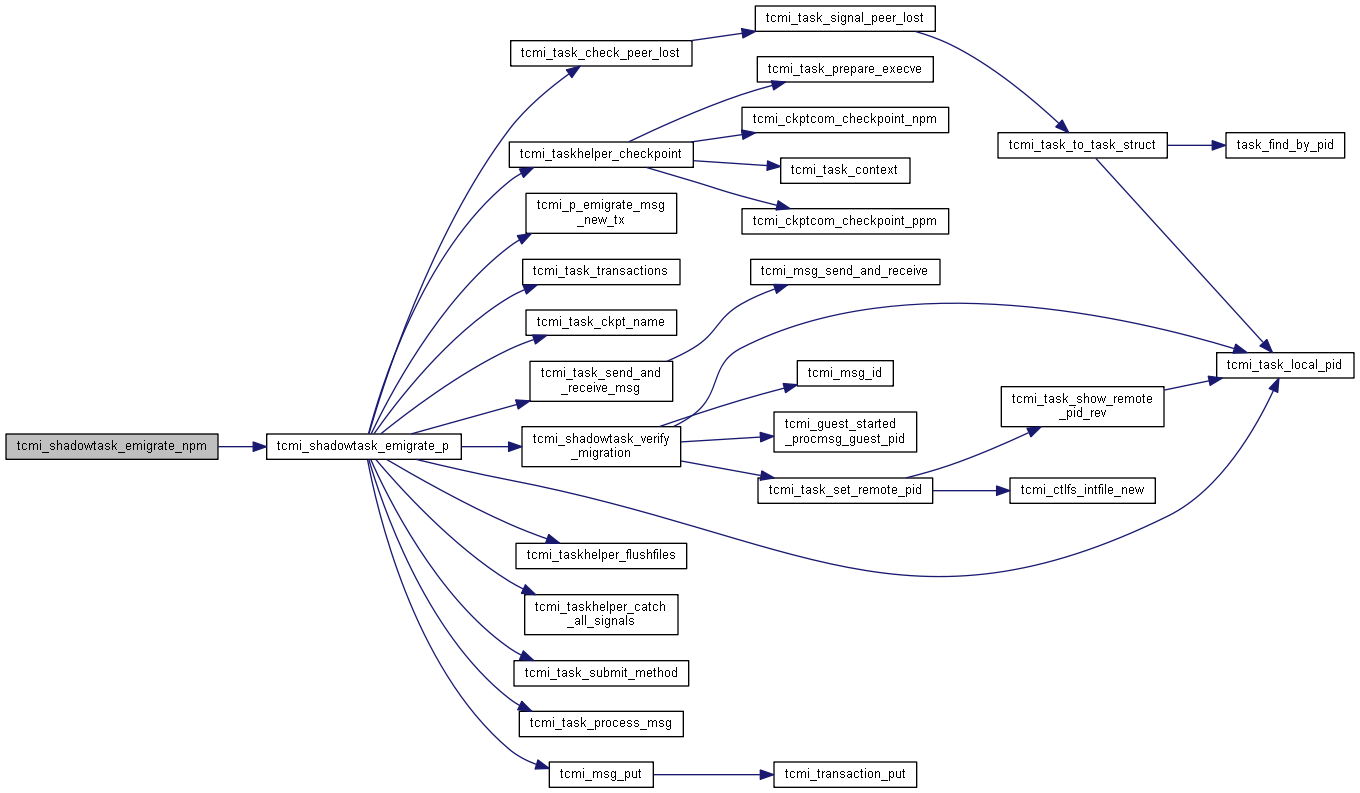 tcmi_shadowtask_emigrate_npm
tcmi_shadowtask_emigrate_p
tcmi_task_check_peer_lost
tcmi_taskhelper_checkpoint
tcmi_p_emigrate_msg
_new_tx
tcmi_task_transactions
tcmi_task_ckpt_name
tcmi_task_send_and
_receive_msg
tcmi_shadowtask_verify
_migration
tcmi_taskhelper_flushfiles
tcmi_taskhelper_catch
_all_signals
tcmi_task_submit_method
tcmi_task_process_msg
tcmi_msg_put
tcmi_task_signal_peer_lost
tcmi_task_prepare_execve
tcmi_ckptcom_checkpoint_npm
tcmi_task_context
tcmi_ckptcom_checkpoint_ppm
tcmi_msg_send_and_receive
tcmi_msg_id
tcmi_guest_started
_procmsg_guest_pid
tcmi_task_set_remote_pid
tcmi_transaction_put
tcmi_task_to_task_struct
tcmi_task_show_remote
_pid_rev
tcmi_ctlfs_intfile_new
task_find_by_pid
tcmi_task_local_pid